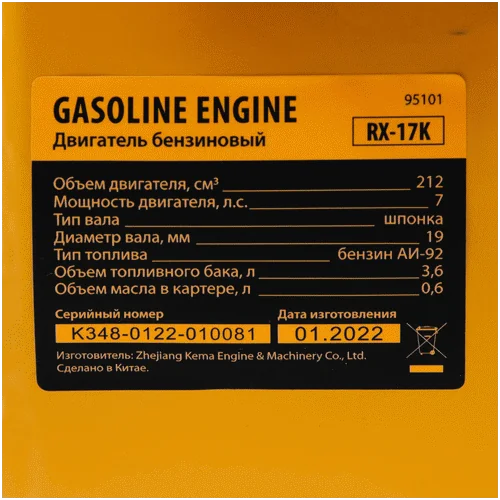 95101
GASOLINE ENGINE
Двигатель бензиновый
RX-17K
Объем двигателя, см³ 212
Мощность двигателя, л.с. 7
Тип вала шпонка
Диаметр вала, мм 19
Тип топлива бензин АИ-92
Объем топливного бака, л 3,6
Объем масла в картере, л 0,6
Серийный номер Дата изготовления
K348-0122-010081 01.2022
Изготовитель: Zhejiang Kema Engine & Machinery Co., Ltd.
Сделано в Китае.